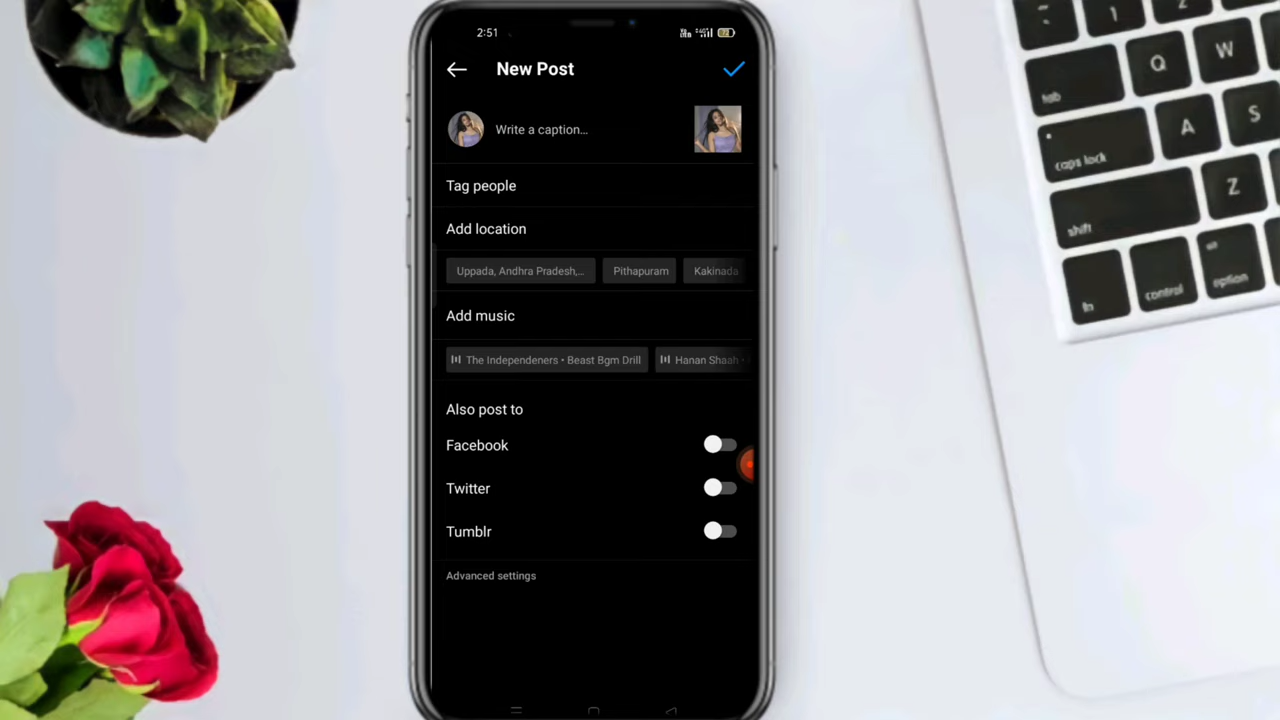 2:51
New Post
Write a caption...
Tag people
Add location
Uppada, Andhra Pradesh,... Pithapuram Kakinada
Add music
The Independeners • Beast Bgm Drill Hanan Shaah •
Also post to
Facebook
Twitter
Tumblr
Advanced settings
1
Q W
tab
A S
caps lock
Z
shift
fn control alt option